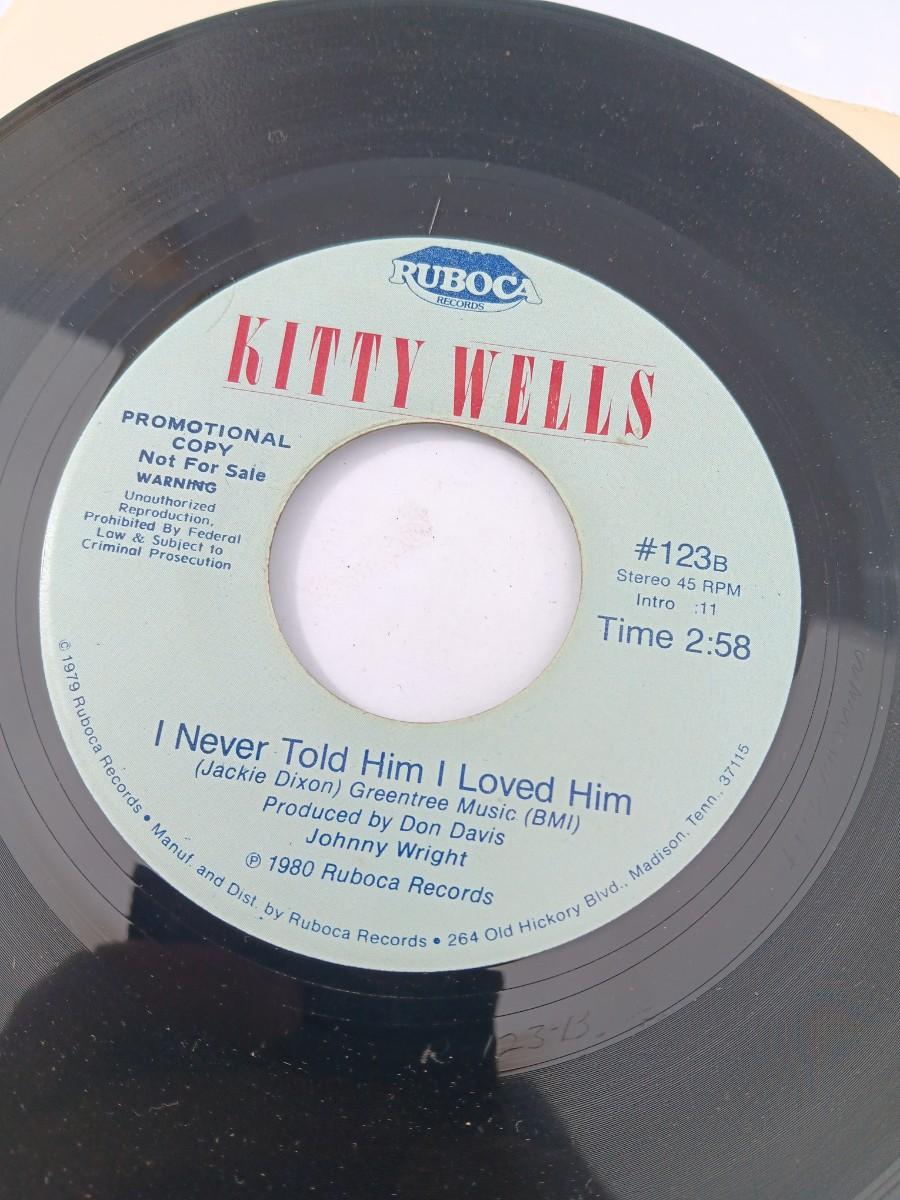 RUBOCA
RECORDS
KITTY WELLS
PROMOTIONAL
COPY
Not For Sale
WARNING
Unauthorized
Reproduction,
Prohibited By Federal
Law & Subject to
Criminal Prosecution
#123B
Stereo 45 RPM
Intro :11
Time 2:58
I Never Told Him I Loved Him
(Jackie Dixon) Greentree Music (BMI)
Produced by Don Davis
Johnny Wright
℗ 1980 Ruboca Records
© 1979 Ruboca Records • Manuf. and Dist. by Ruboca Records • 264 Old Hickory Blvd., Madison, Tenn., 37115
123-B